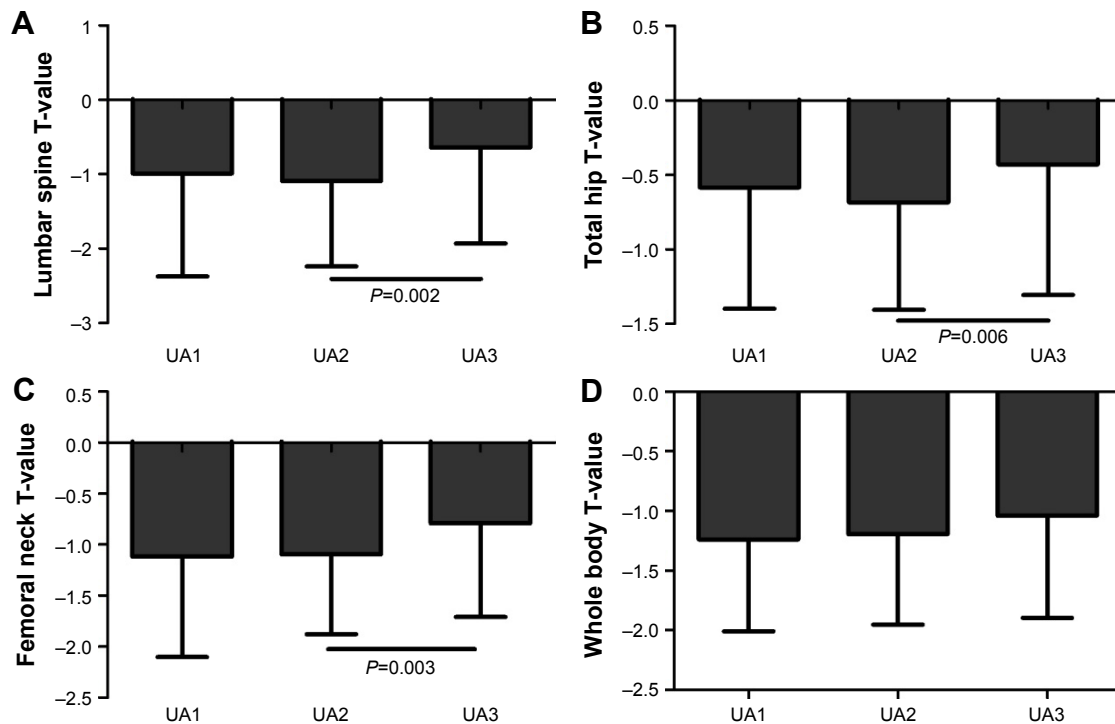 A
Lumbar spine T-value
1
0
–1
–2
–3
P=0.002
UA1 UA2 UA3
B
Total hip T-value
0.5
0.0
–0.5
–1.0
–1.5
P=0.006
UA1 UA2 UA3
C
Femoral neck T-value
0.5
0.0
–0.5
–1.0
–1.5
–2.0
–2.5
P=0.003
UA1 UA2 UA3
D
Whole body T-value
0.0
–0.5
–1.0
–1.5
–2.0
–2.5
UA1 UA2 UA3